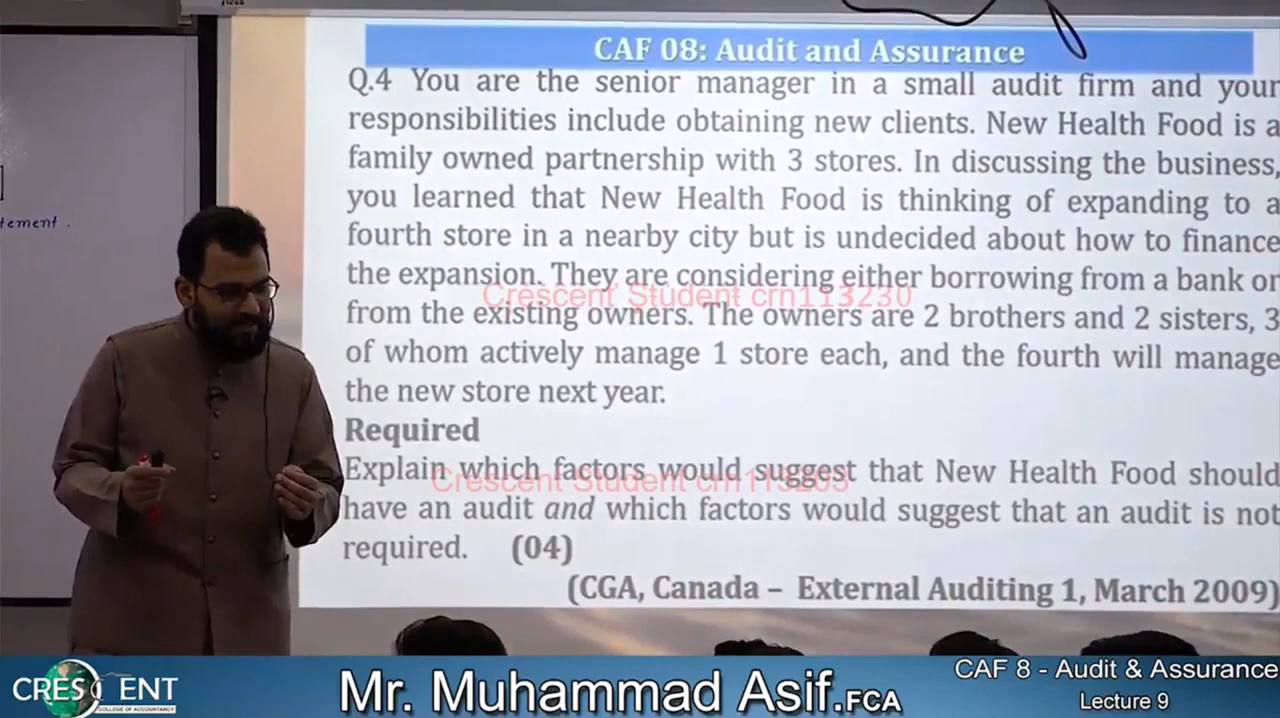 CAF 08: Audit and Assurance
Q.4 You are the senior manager in a small audit firm and your
responsibilities include obtaining new clients. New Health Food is a
family owned partnership with 3 stores. In discussing the business,
you learned that New Health Food is thinking of expanding to a
fourth store in a nearby city but is undecided about how to finance
the expansion. They are considering either borrowing from a bank or
from the existing owners. The owners are 2 brothers and 2 sisters, 3
of whom actively manage 1 store each, and the fourth will manage
the new store next year.
Required
Explain which factors would suggest that New Health Food should
have an audit and which factors would suggest that an audit is not
required. (04)
(CGA, Canada – External Auditing 1, March 2009)
tement.
Crescent Student crn113230
Crescent Student crn113203
CRESCENT
COLLEGE OF ACCOUNTANCY
Mr. Muhammad Asif.FCA
CAF 8 - Audit & Assurance
Lecture 9